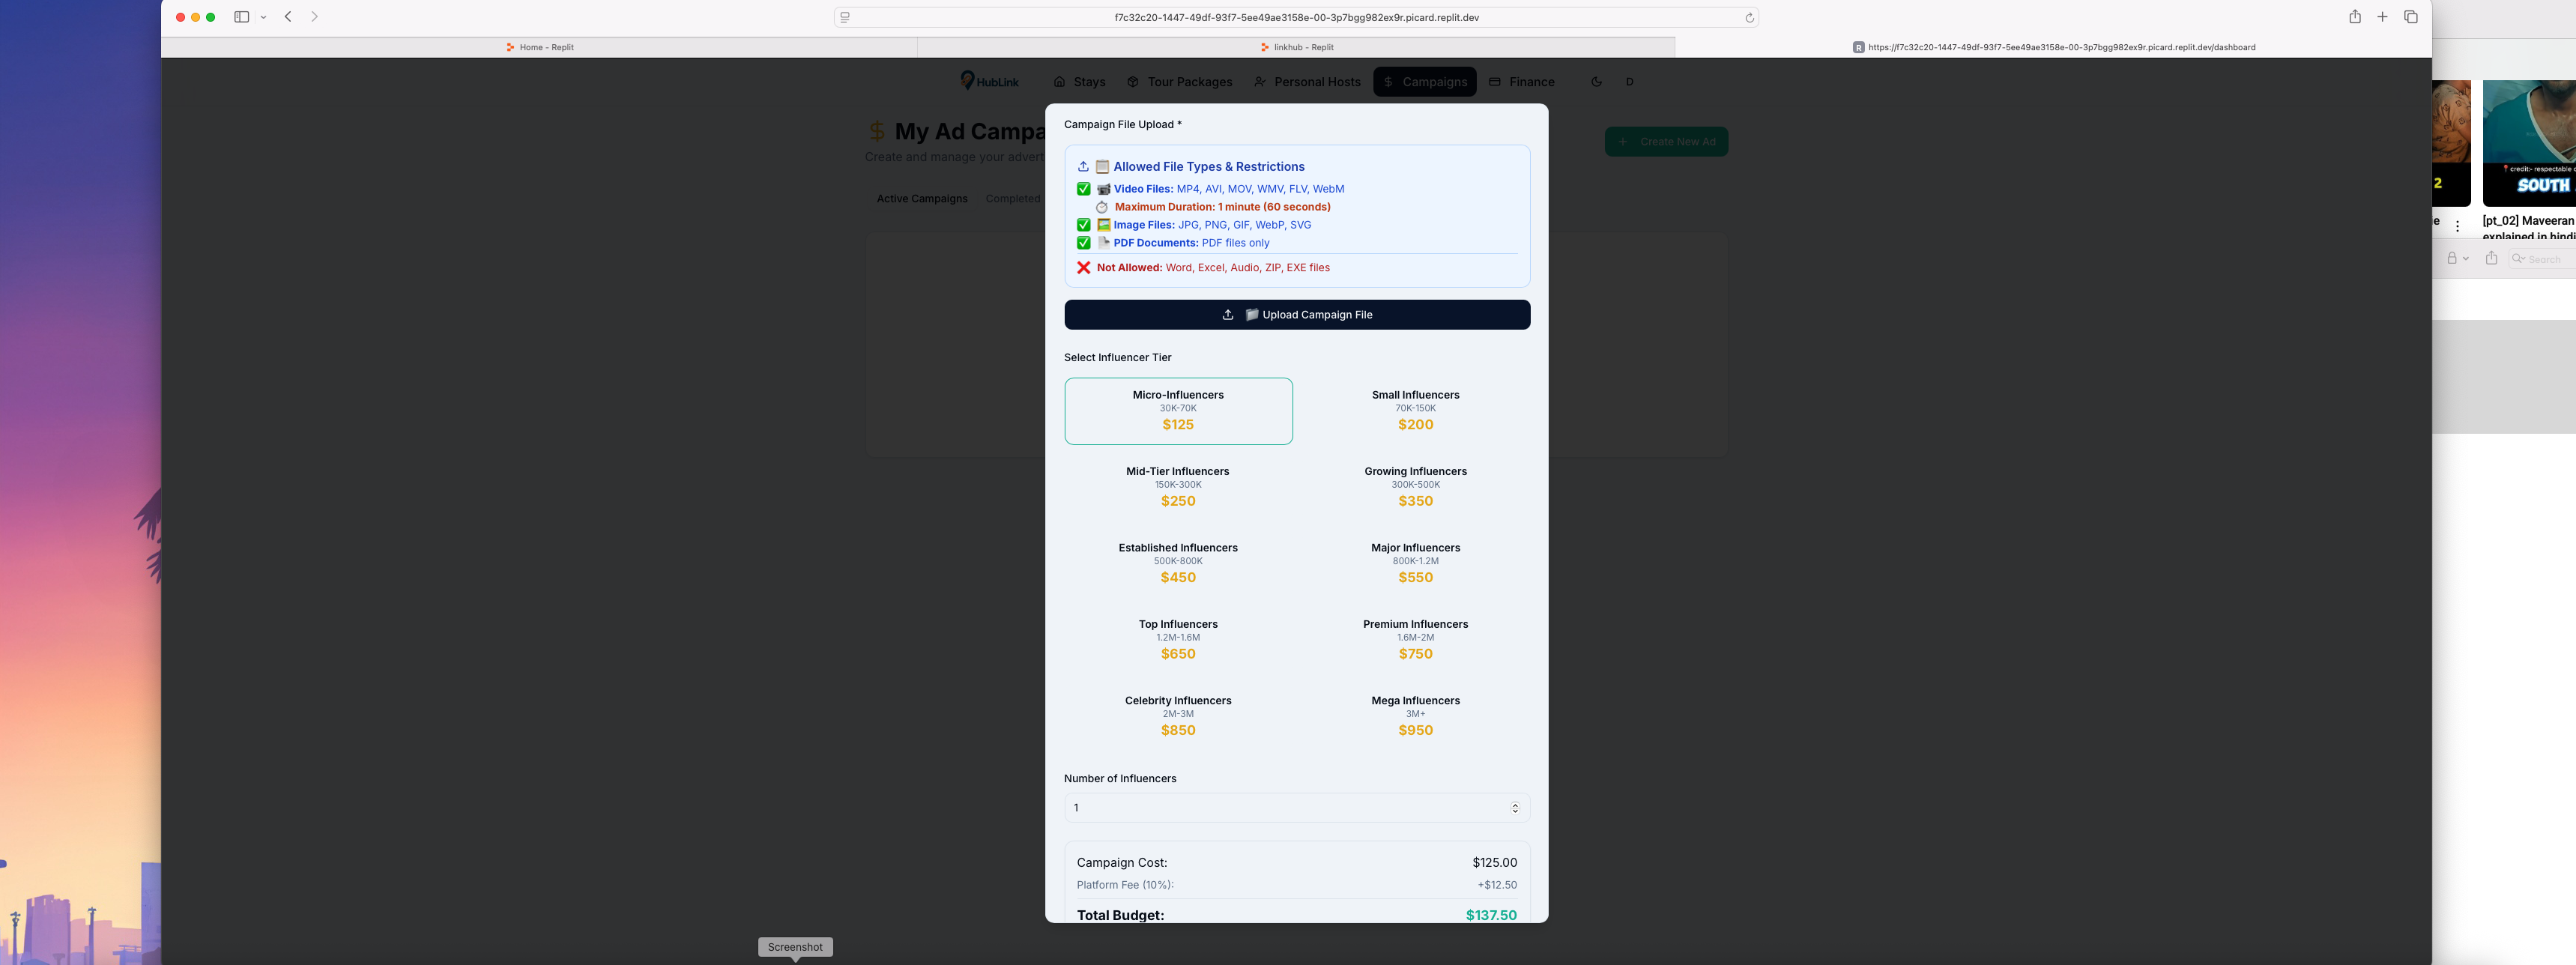 f7c32c20-1447-49df-93f7-5ee49ae3158e-00-3p7bgg982ex9r.picard.replit.dev
Home - Replit
linkhub - Replit
R https://f7c32c20-1447-49df-93f7-5ee49ae3158e-00-3p7bgg982ex9r.picard.replit.dev/dashboard
HubLink
Stays
Tour Packages
Personal Hosts
$ Campaigns
Finance
D
$ My Ad Campa
Create and manage your advert
+ Create New Ad
Active Campaigns
Completed
Campaign File Upload *
Allowed File Types & Restrictions
Video Files: MP4, AVI, MOV, WMV, FLV, WebM
Maximum Duration: 1 minute (60 seconds)
Image Files: JPG, PNG, GIF, WebP, SVG
PDF Documents: PDF files only
Not Allowed: Word, Excel, Audio, ZIP, EXE files
Upload Campaign File
Select Influencer Tier
Micro-Influencers
30K-70K
$125
Small Influencers
70K-150K
$200
Mid-Tier Influencers
150K-300K
$250
Growing Influencers
300K-500K
$350
Established Influencers
500K-800K
$450
Major Influencers
800K-1.2M
$550
Top Influencers
1.2M-1.6M
$650
Premium Influencers
1.6M-2M
$750
Celebrity Influencers
2M-3M
$850
Mega Influencers
3M+
$950
Number of Influencers
1
Campaign Cost: $125.00
Platform Fee (10%): +$12.50
Total Budget: $137.50
Screenshot
2
credit:- respectable
SOUTH
ie
[pt_02] Maveeran
explained in hindi
Search